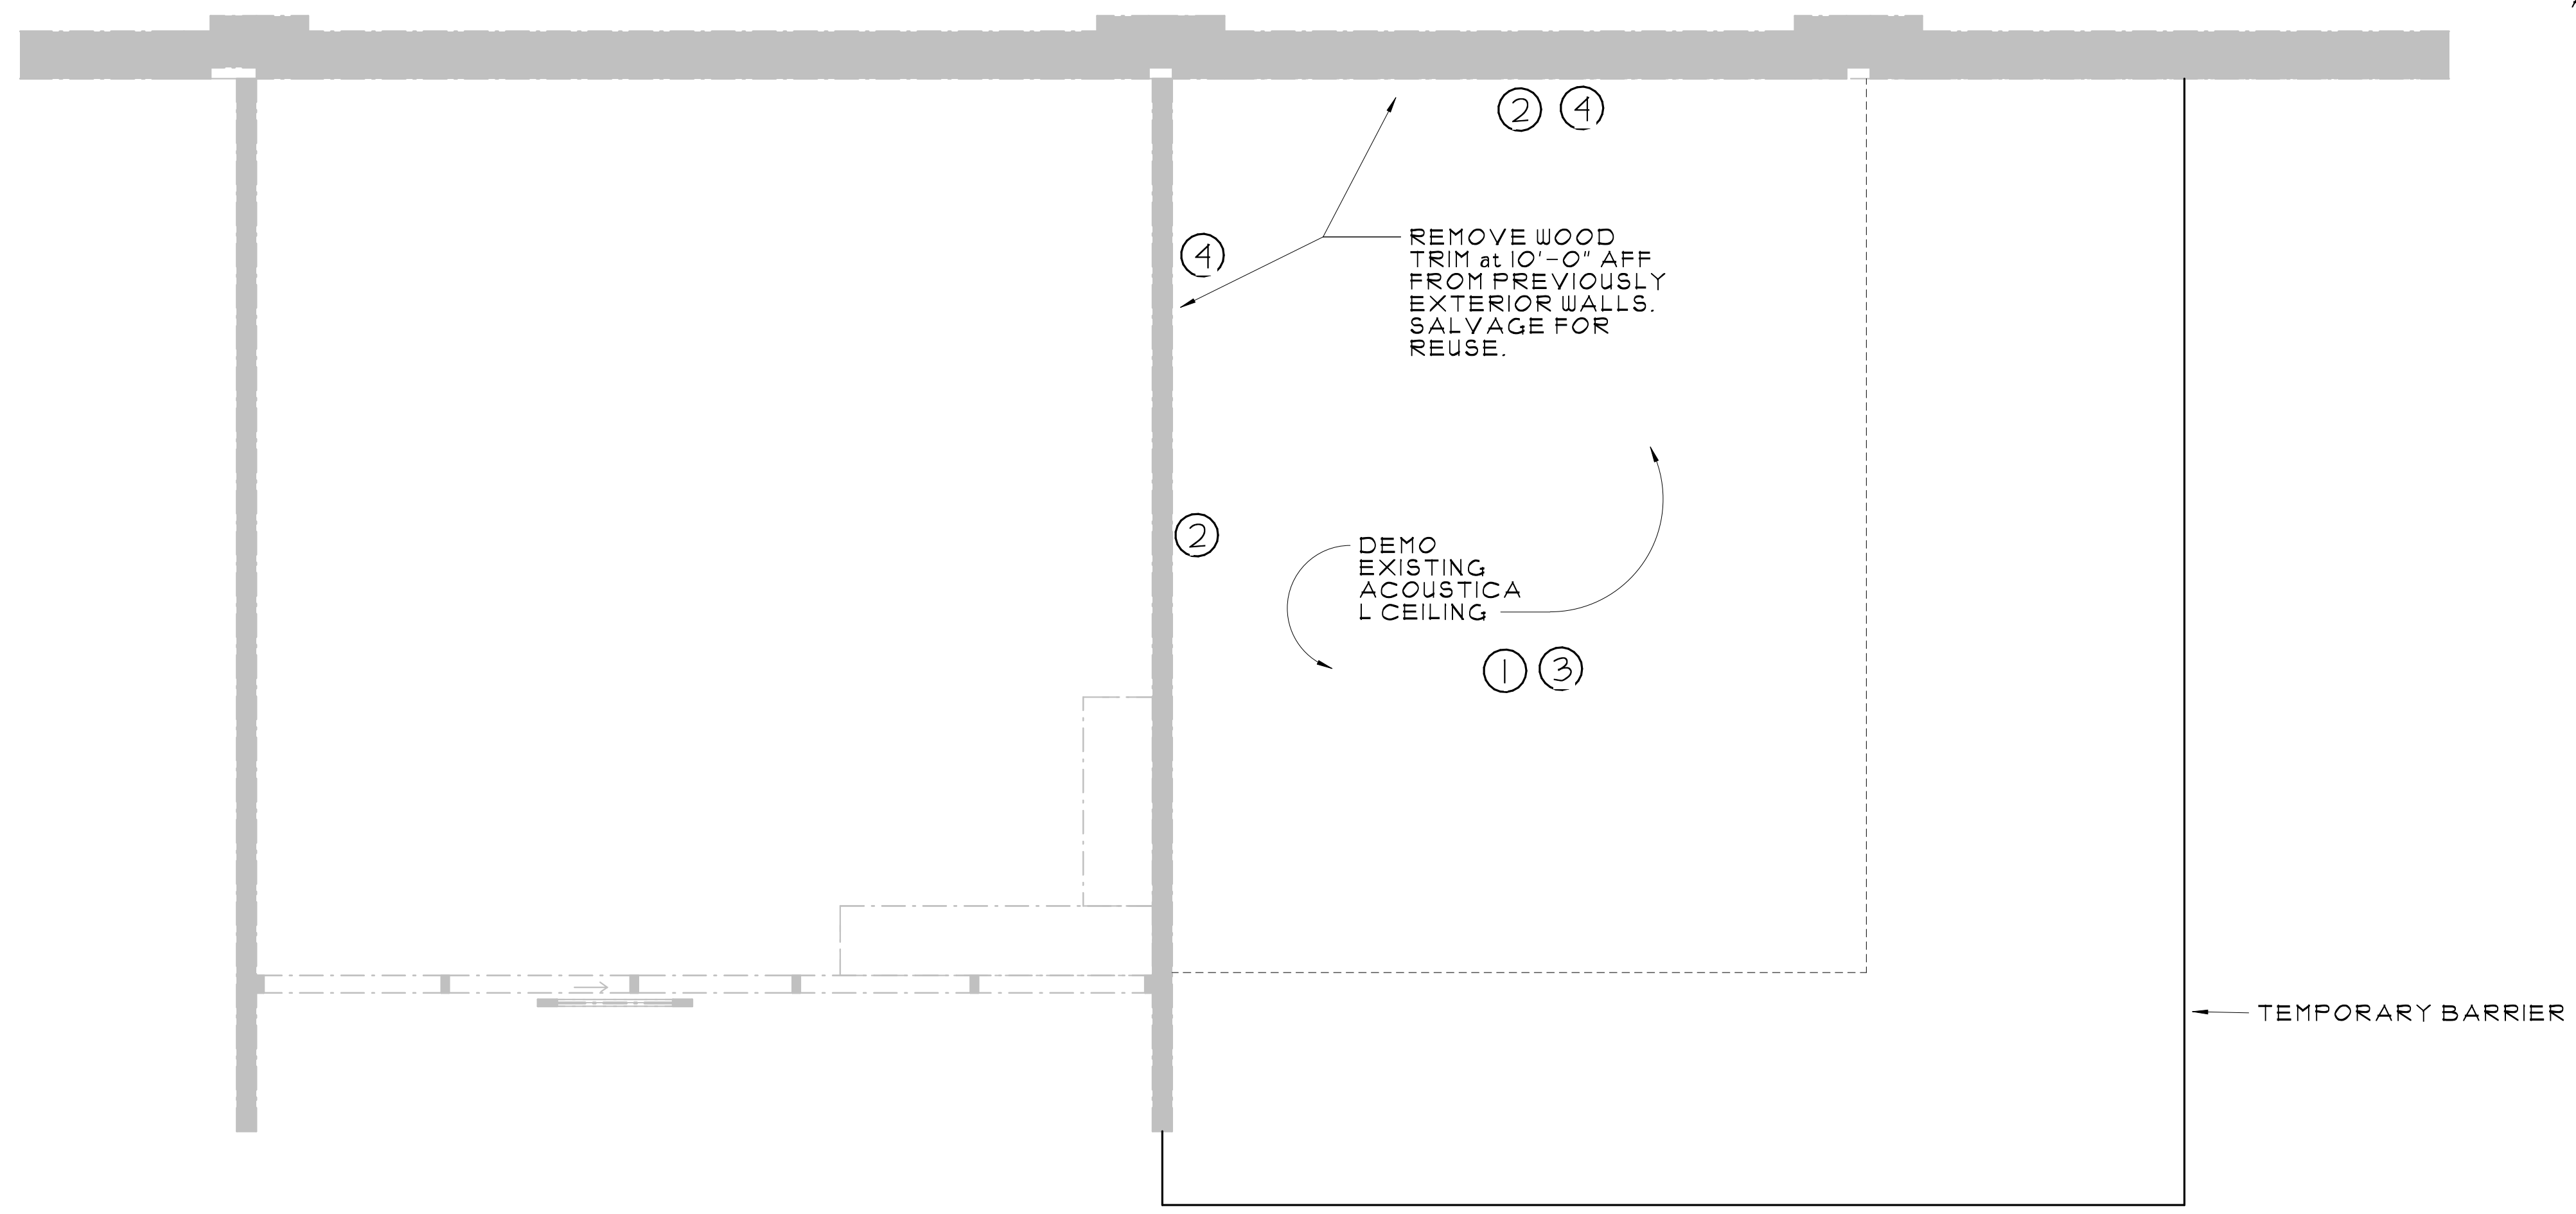 2 4
REMOVE WOOD
TRIM at 10'-0" AFF
FROM PREVIOUSLY
EXTERIOR WALLS.
SALVAGE FOR
REUSE.
4
2
DEMO
EXISTING
ACOUSTICA
L CEILING
1 3
TEMPORARY BARRIER